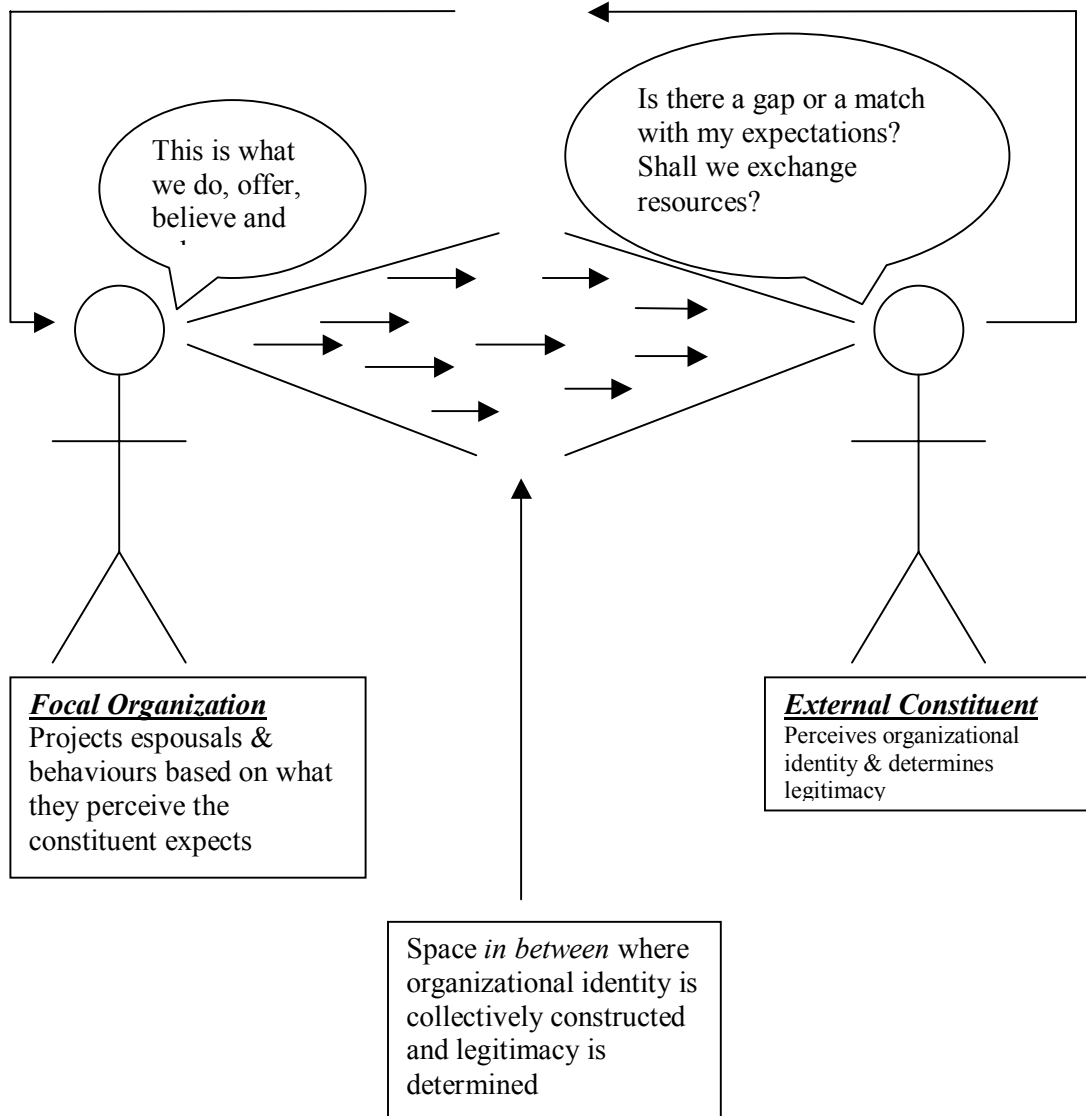 This is what
we do, offer,
believe and
Is there a gap or a match
with my expectations?
Shall we exchange
resources?
Focal Organization
Projects espousals &
behaviours based on what
they perceive the
constituent expects
External Constituent
Perceives organizational
identity & determines
legitimacy
Space in between where
organizational identity is
collectively constructed
and legitimacy is
determined